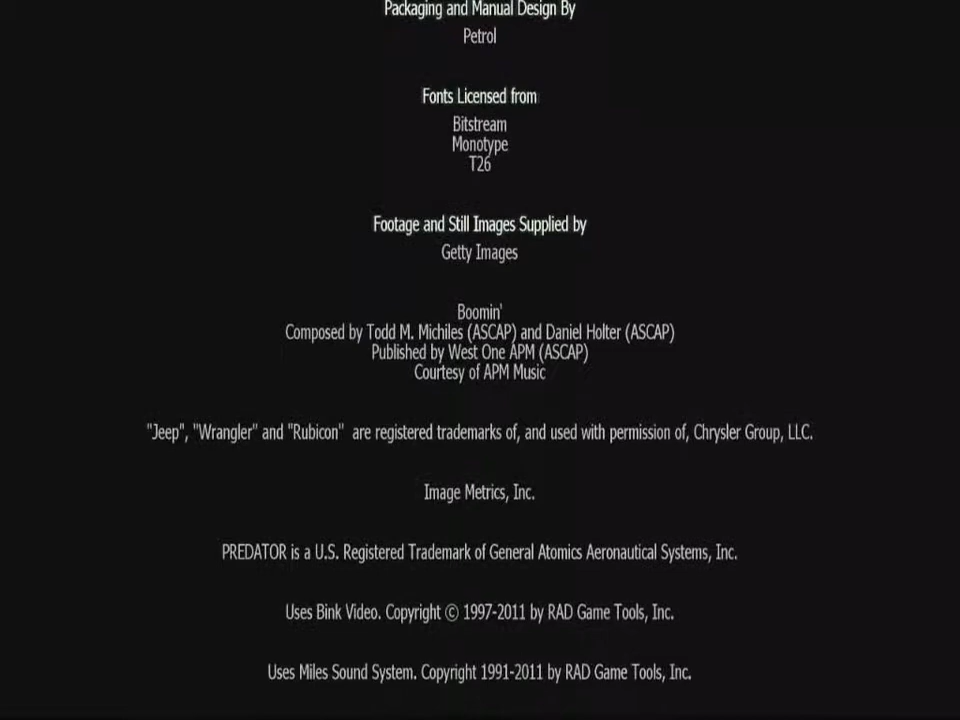 Packaging and Manual Design By
Petrol
Fonts Licensed from
Bitstream
Monotype
T26
Footage and Still Images Supplied by
Getty Images
Boomin'
Composed by Todd M. Michiles (ASCAP) and Daniel Holter (ASCAP)
Published by West One APM (ASCAP)
Courtesy of APM Music
"Jeep", "Wrangler" and "Rubicon"  are registered trademarks of, and used with permission of, Chrysler Group, LLC.
Image Metrics, Inc.
PREDATOR is a U.S. Registered Trademark of General Atomics Aeronautical Systems, Inc.
Uses Bink Video. Copyright © 1997-2011 by RAD Game Tools, Inc.
Uses Miles Sound System. Copyright 1991-2011 by RAD Game Tools, Inc.